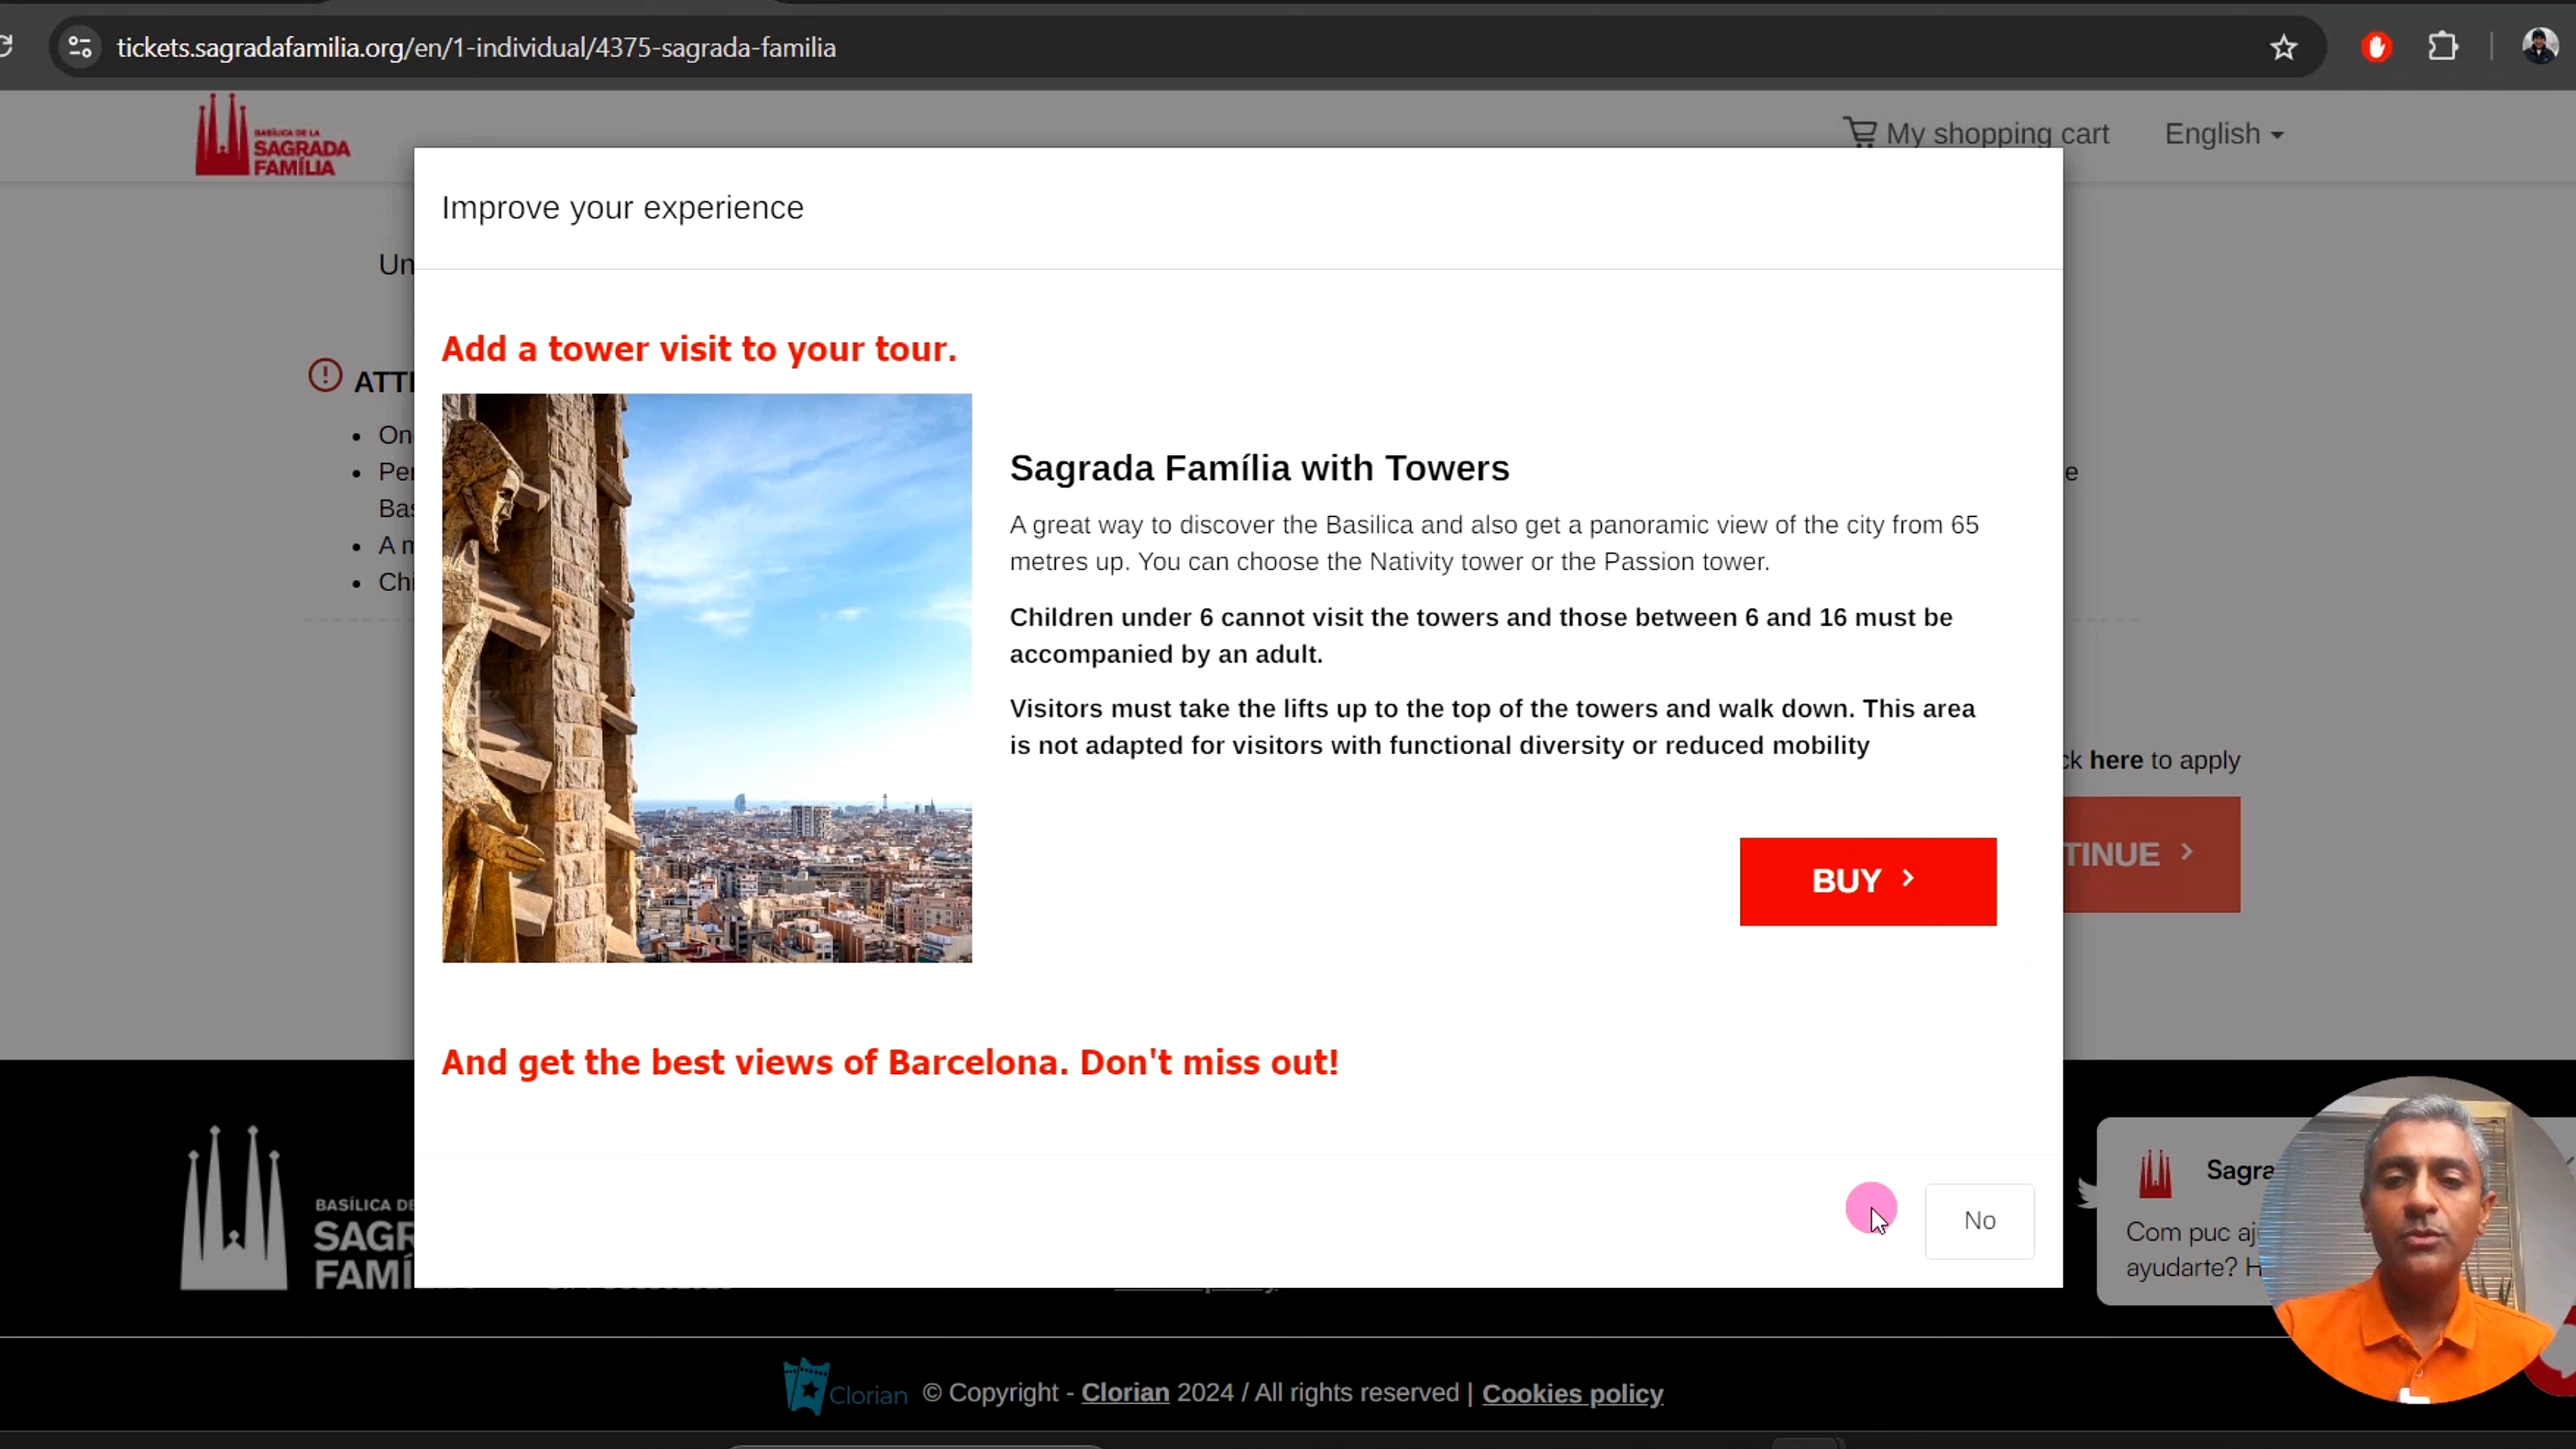 tickets.sagradafamilia.org/en/1-individual/4375-sagrada-familia
BASÍLICA DE LA
SAGRADA
FAMÍLIA
My shopping cart
English
Improve your experience
Add a tower visit to your tour.
Sagrada Família with Towers
A great way to discover the Basilica and also get a panoramic view of the city from 65
metres up. You can choose the Nativity tower or the Passion tower.
Children under 6 cannot visit the towers and those between 6 and 16 must be
accompanied by an adult.
Visitors must take the lifts up to the top of the towers and walk down. This area
is not adapted for visitors with functional diversity or reduced mobility
here to apply
BUY
And get the best views of Barcelona. Don't miss out!
No
BASÍLICA DE
Com puc
ayudarte?
Clorian © Copyright - Clorian 2024 / All rights reserved | Cookies policy